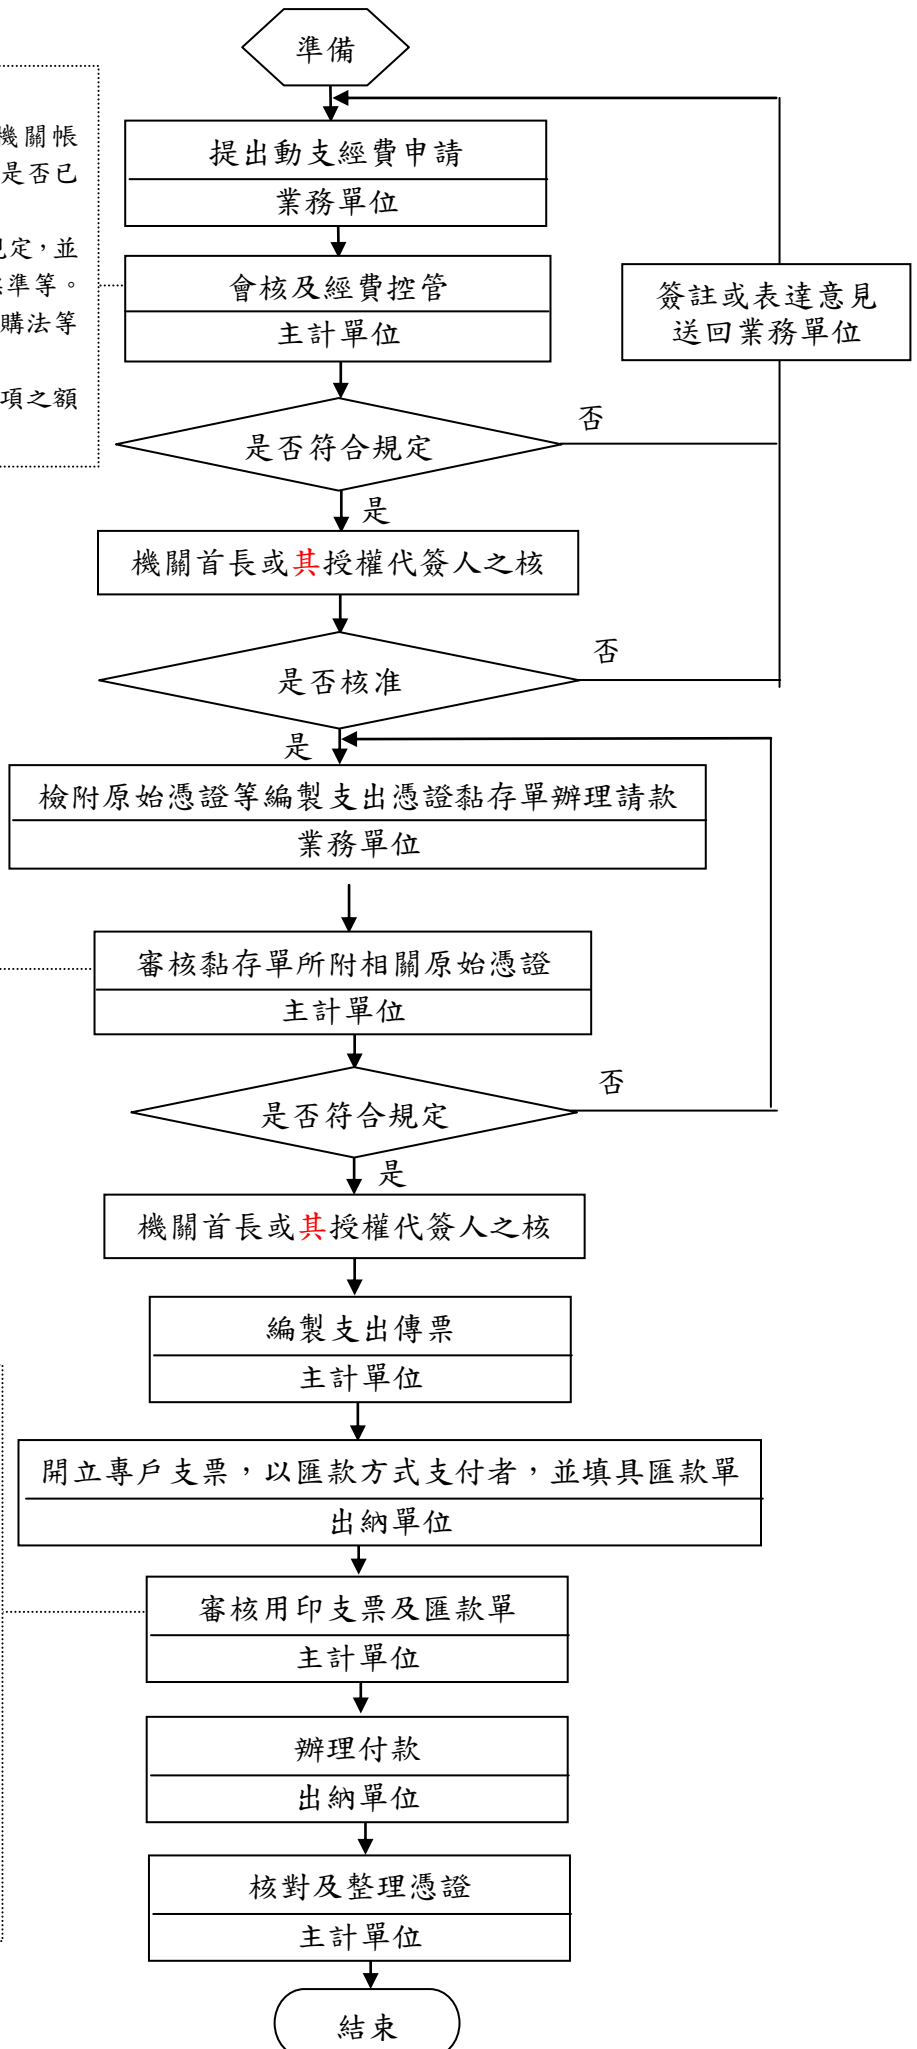 準備
機關帳
是否已
規定，並
標準等。
購法等
項之額
提出動支經費申請
業務單位
會核及經費控管
主計單位
簽註或表達意見
送回業務單位
是否符合規定
否
是
機關首長或其授權代簽人之核
是否核准
否
是
檢附原始憑證等編製支出憑證黏存單辦理請款
業務單位
審核黏存單所附相關原始憑證
主計單位
是否符合規定
否
是
機關首長或其授權代簽人之核
編製支出傳票
主計單位
開立專戶支票，以匯款方式支付者，並填具匯款單
出納單位
審核用印支票及匯款單
主計單位
辦理付款
出納單位
核對及整理憑證
主計單位
結束